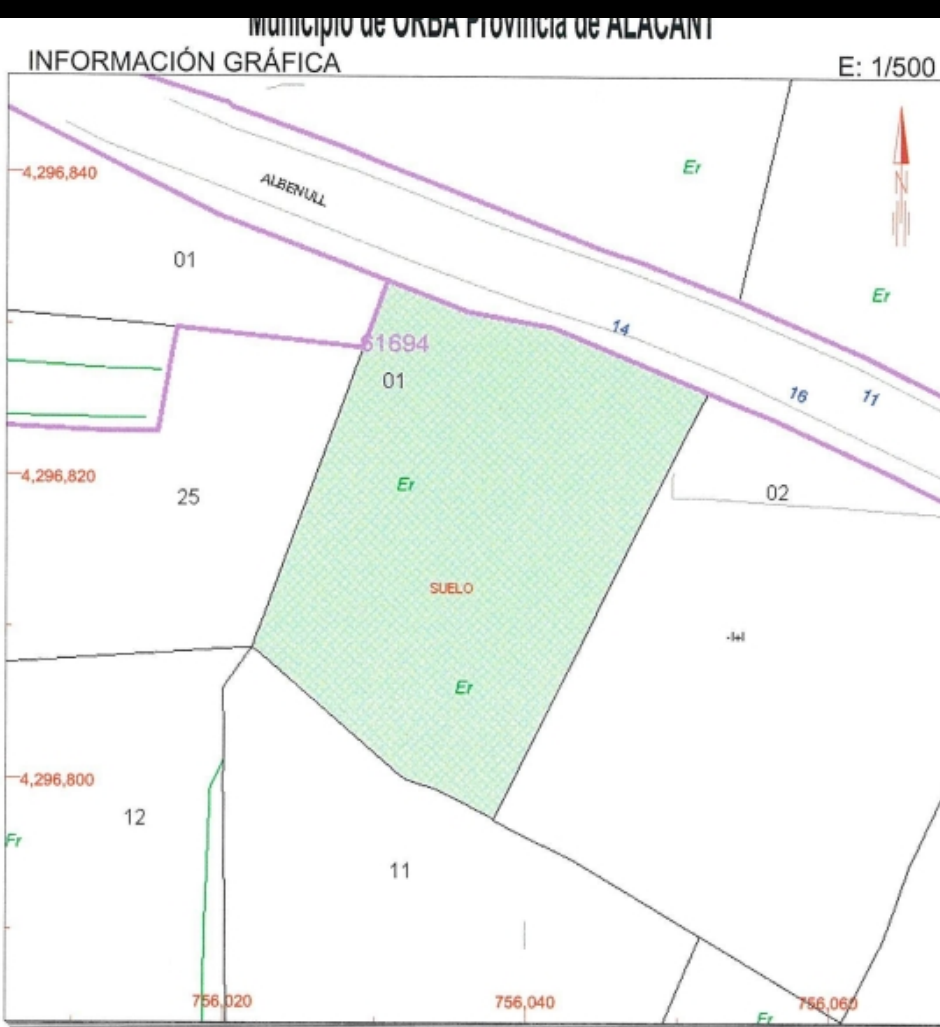 Municipio de ORBA Provincia de ALACANT
INFORMACIÓN GRÁFICA
E: 1/500
4,296,840
ALBENULL
Er
N
01
Er
14
61694
01
16
11
4,296,820
25
Er
02
SUELO
Er
4,296,800
12
11
756,020
756,040
756,060
Er